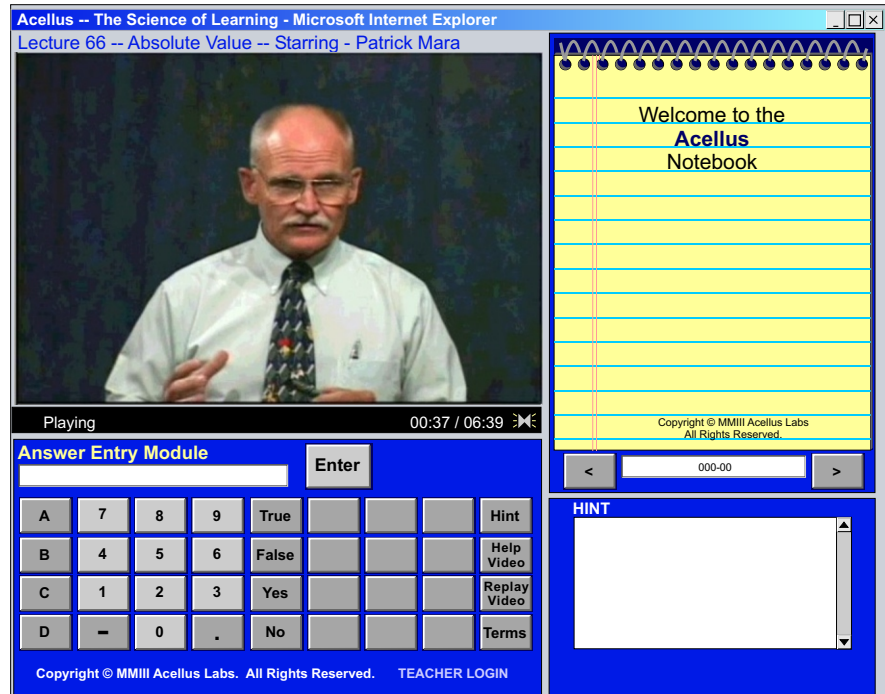 Acellus -- The Science of Learning - Microsoft Internet Explorer
Lecture 66 -- Absolute Value -- Starring - Patrick Mara
Welcome to the
Acellus
Notebook
Copyright © MMIII Acellus Labs
All Rights Reserved.
Playing
00:37 / 06:39
< 000-00 >
Answer Entry Module
Enter
A 7 8 9 True Hint
B 4 5 6 False Help Video
C 1 2 3 Yes Replay Video
D - 0 . No Terms
Copyright © MMIII Acellus Labs. All Rights Reserved. TEACHER LOGIN
HINT